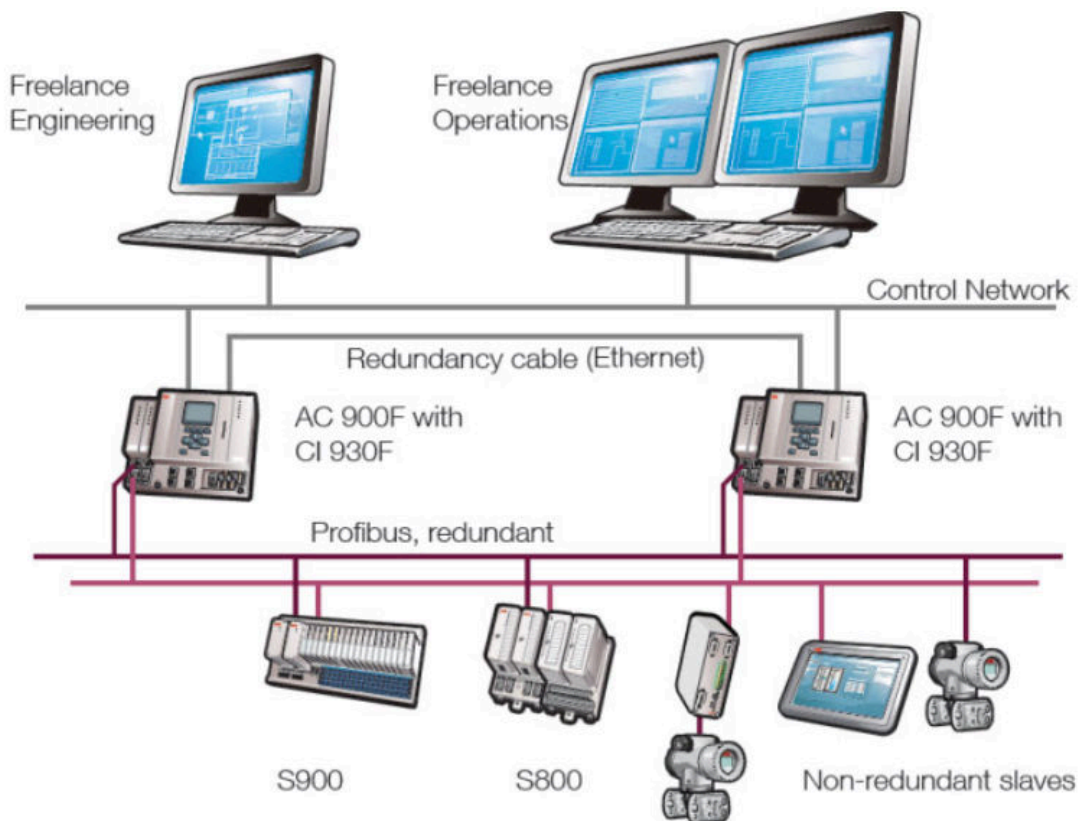 Freelance
Engineering
Freelance
Operations
Control Network
Redundancy cable (Ethernet)
AC 900F with
CI 930F
AC 900F with
CI 930F
Profibus, redundant
S900
S800
Non-redundant slaves